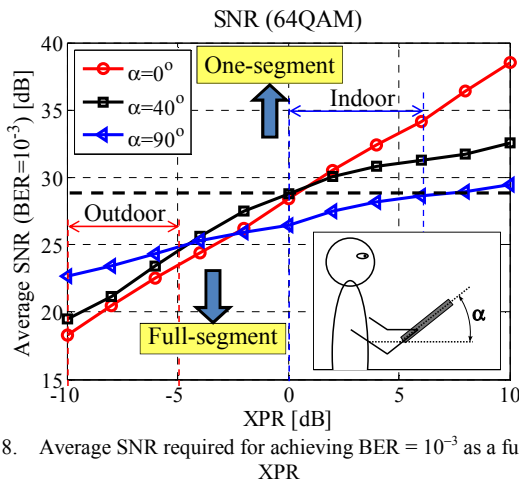 SNR (64QAM)
Average SNR (BER=10⁻³) [dB]
40
35
30
25
20
15
α=0°
α=40°
α=90°
One-segment
Indoor
Outdoor
Full-segment
α
-10
-5
0
5
10
XPR [dB]
8. Average SNR required for achieving BER = 10⁻³ as a fu
XPR